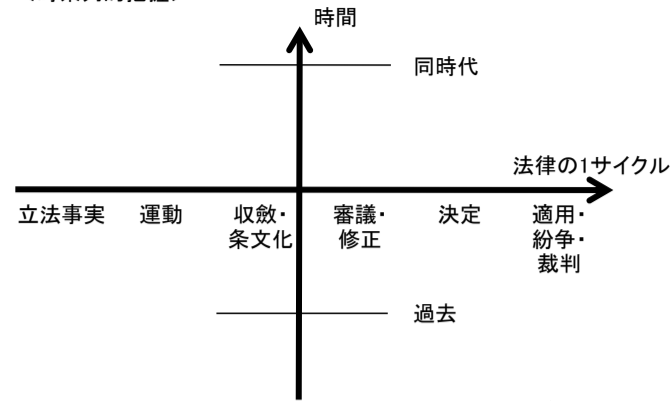 時間
同時代
法律の1サイクル
立法事実
運動
収斂・
条文化
審議・
修正
決定
適用・
紛争・
裁判
過去